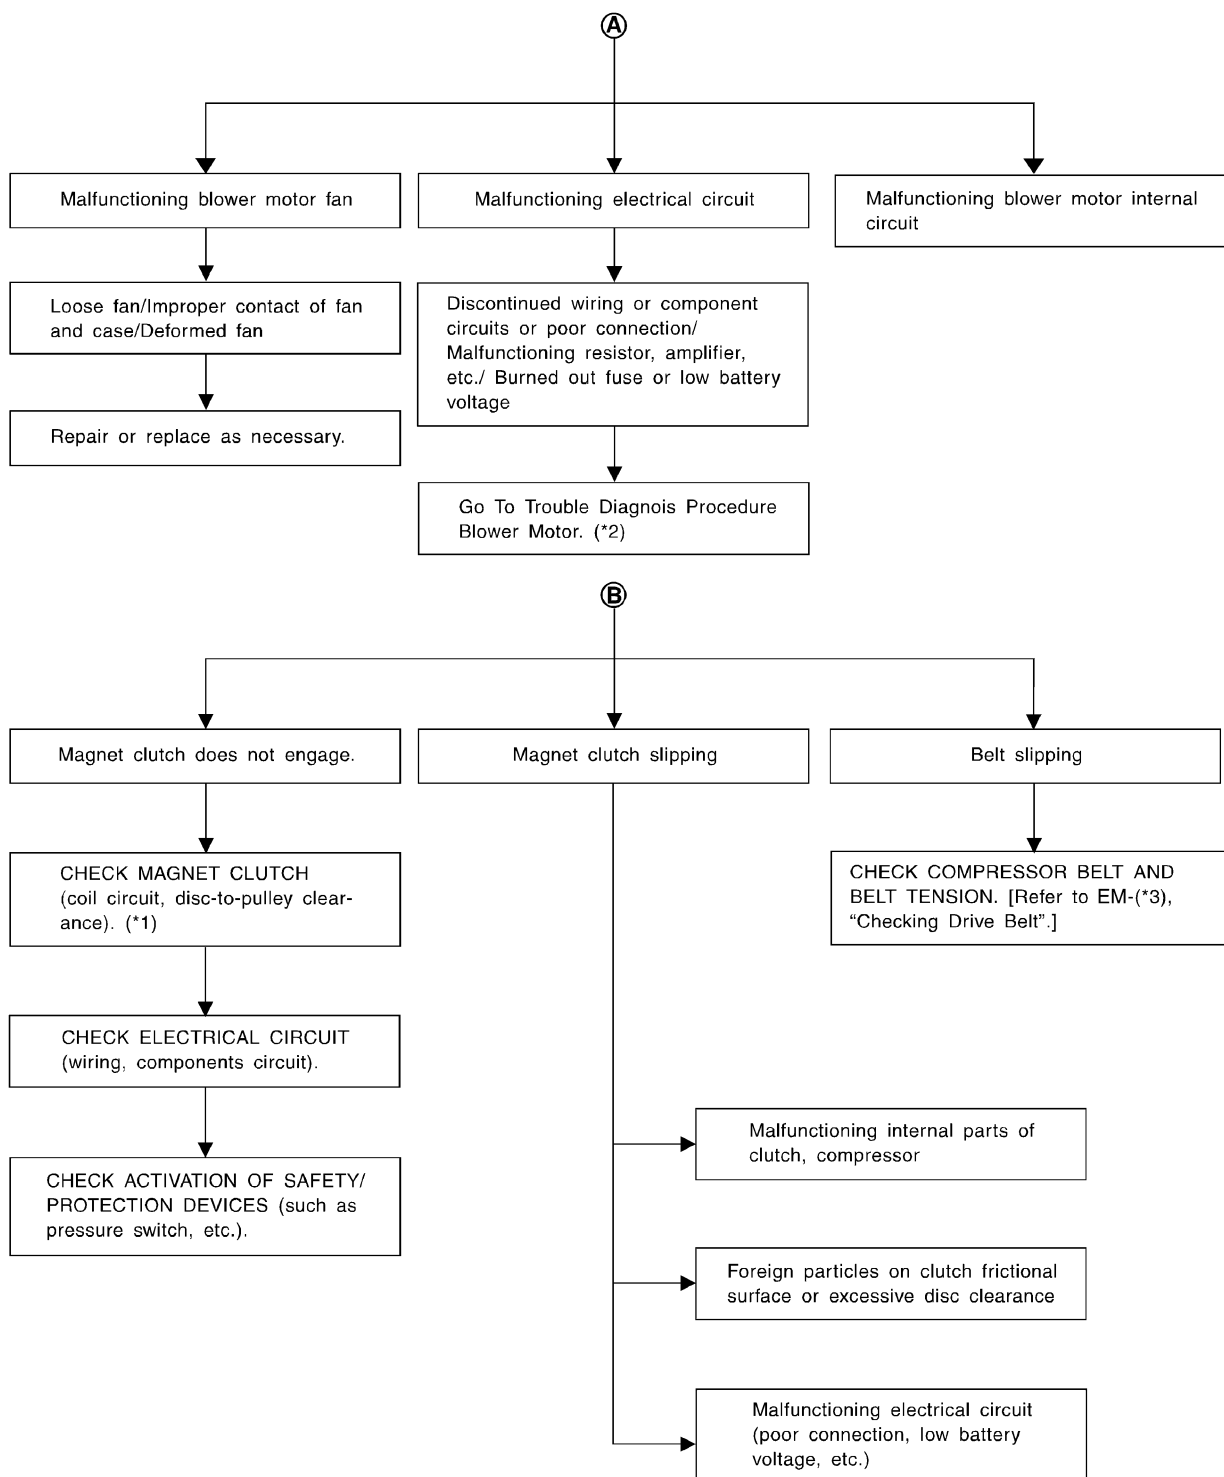 A
Malfunctioning blower motor fan
Malfunctioning electrical circuit
Malfunctioning blower motor internal
circuit
Loose fan/Improper contact of fan
and case/Deformed fan
Discontinued wiring or component
circuits or poor connection/
Malfunctioning resistor, amplifier,
etc./ Burned out fuse or low battery
voltage
Repair or replace as necessary.
Go To Trouble Diagnois Procedure
Blower Motor. (*2)
B
Magnet clutch does not engage.
Magnet clutch slipping
Belt slipping
CHECK MAGNET CLUTCH
(coil circuit, disc-to-pulley clear-
ance). (*1)
CHECK COMPRESSOR BELT AND
BELT TENSION. [Refer to EM-(*3),
“Checking Drive Belt”.]
CHECK ELECTRICAL CIRCUIT
(wiring, components circuit).
CHECK ACTIVATION OF SAFETY/
PROTECTION DEVICES (such as
pressure switch, etc.).
Malfunctioning internal parts of
clutch, compressor
Foreign particles on clutch frictional
surface or excessive disc clearance
Malfunctioning electrical circuit
(poor connection, low battery
voltage, etc.)